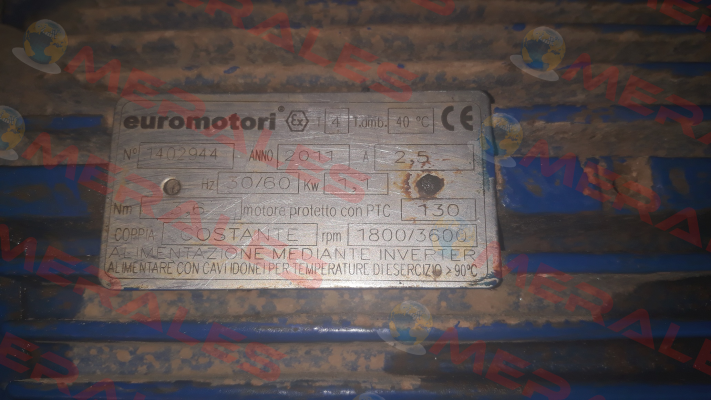 euromotori Ex T 4 T.amb. 40 °C CE
N° 1402944 ANNO 2011 A 2,5
Hz 30/60 Kw 1,1
Nm motore protetto con PTC 130
COPPIA COSTANTE rpm 1800/3600
ALIMENTAZIONE MEDIANTE INVERTER
ALIMENTARE CON CAVI IDONEI PER TEMPERATURE DI ESERCIZIO > 90°C
MERALES